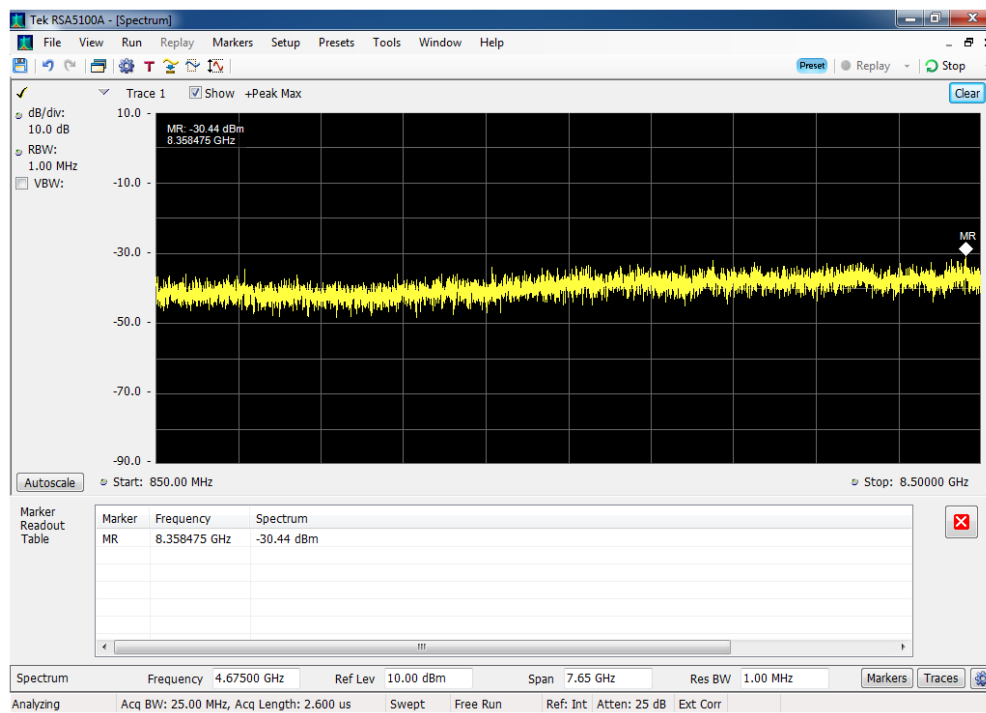 Tek RSA5100A - [Spectrum]
File View Run Replay Markers Setup Presets Tools Window Help
T Preset Replay Stop
Trace 1 Show +Peak Max Clear
dB/div:
10.0 dB
RBW:
1.00 MHz
VBW:
10.0
-10.0
-30.0
-50.0
-70.0
-90.0
MR: -30.44 dBm
8.358475 GHz
MR
Autoscale Start: 850.00 MHz Stop: 8.50000 GHz
Marker
Readout
Table
Marker Frequency Spectrum
MR 8.358475 GHz -30.44 dBm
Spectrum Frequency 4.67500 GHz Ref Lev 10.00 dBm Span 7.65 GHz Res BW 1.00 MHz Markers Traces
Analyzing Acq BW: 25.00 MHz, Acq Length: 2.600 us Swept Free Run Ref: Int Atten: 25 dB Ext Corr